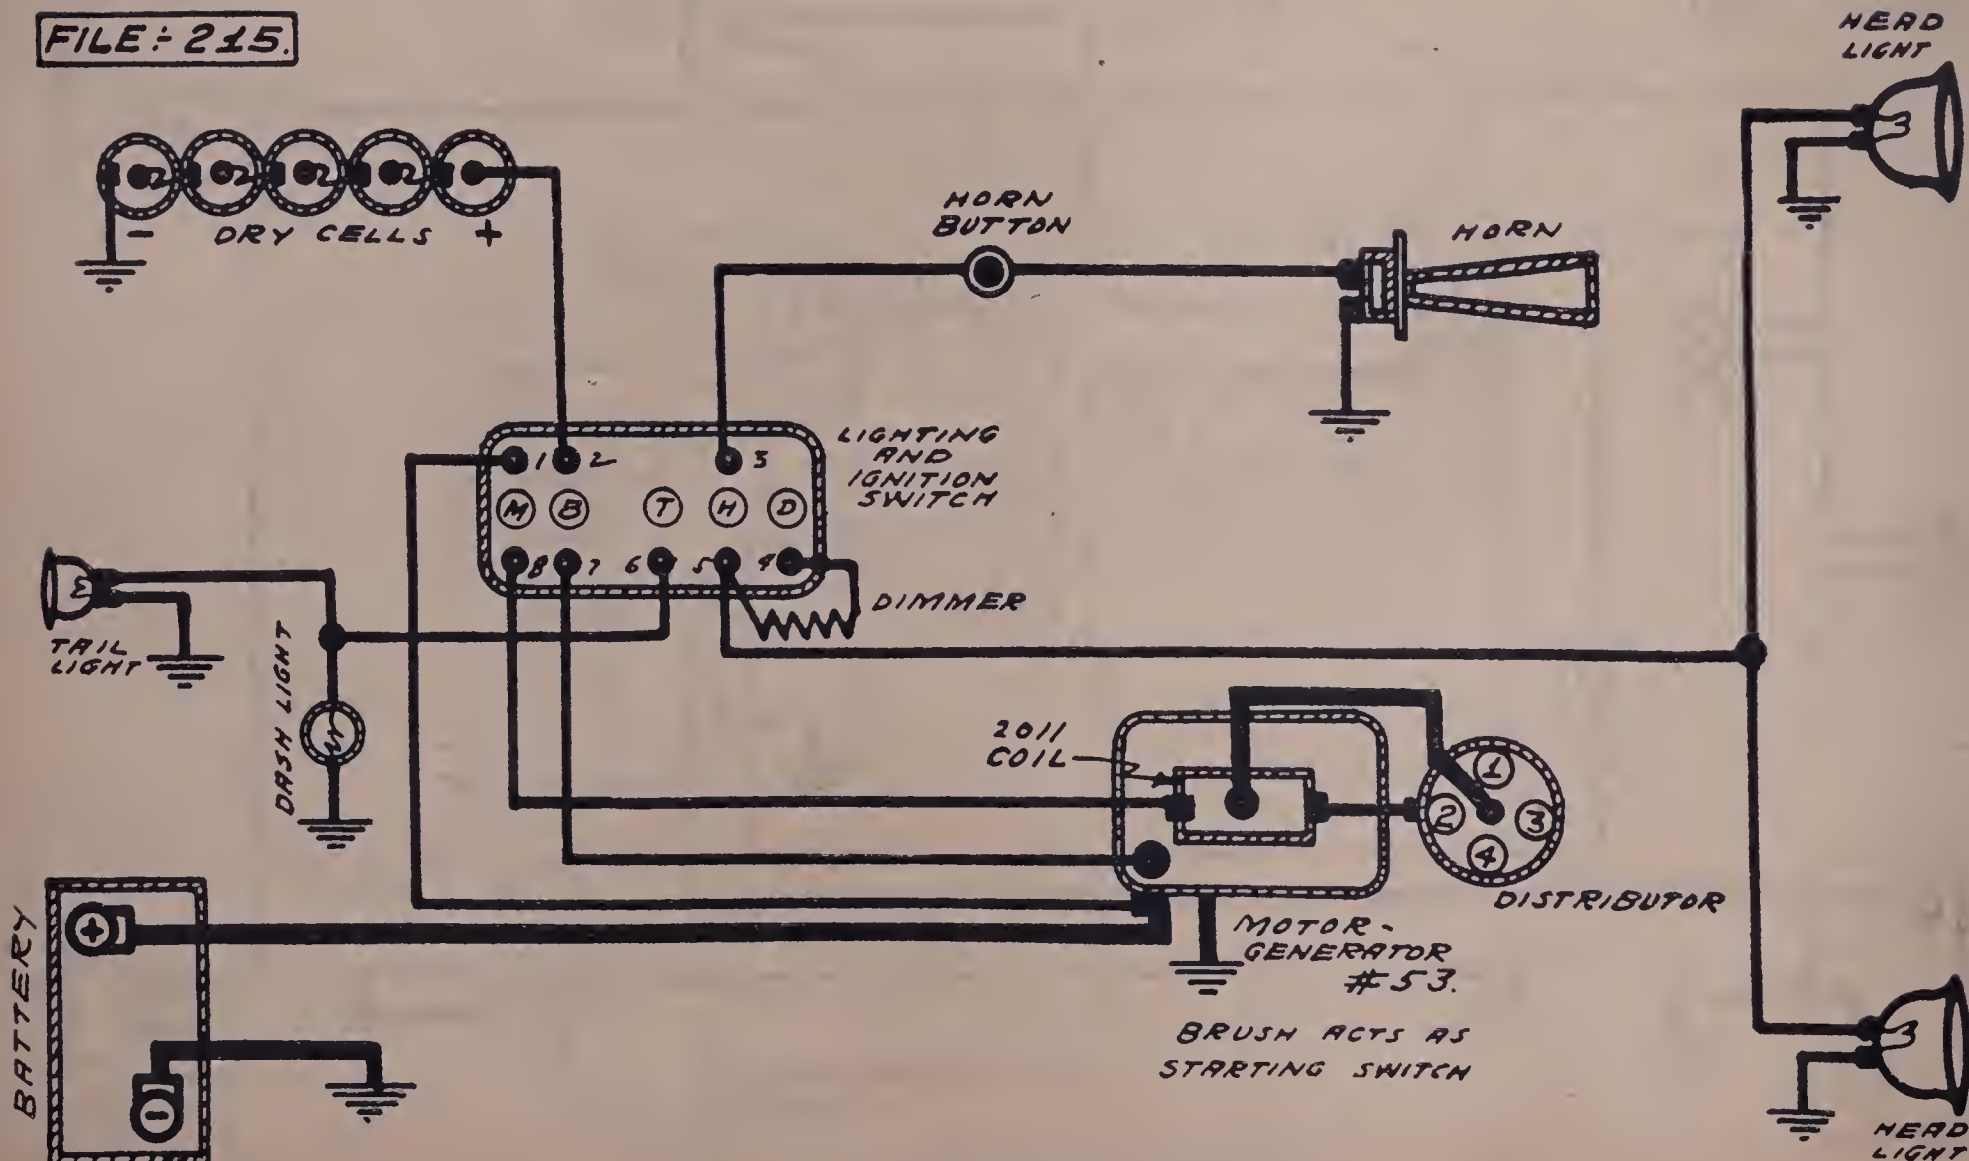 FILE:- 215.
HEAD
LIGHT
- DRY CELLS +
HORN
BUTTON
HORN
LIGHTING
AND
IGNITION
SWITCH
1 2 3
M B T H D
8 7 6 5 4
DIMMER
TAIL
LIGHT
DASH LIGHT
2011
COIL
1
2 3
4
DISTRIBUTOR
MOTOR-
GENERATOR
#53.
BRUSH ACTS AS
STARTING SWITCH
BATTERY
+
-
HEAD
LIGHT